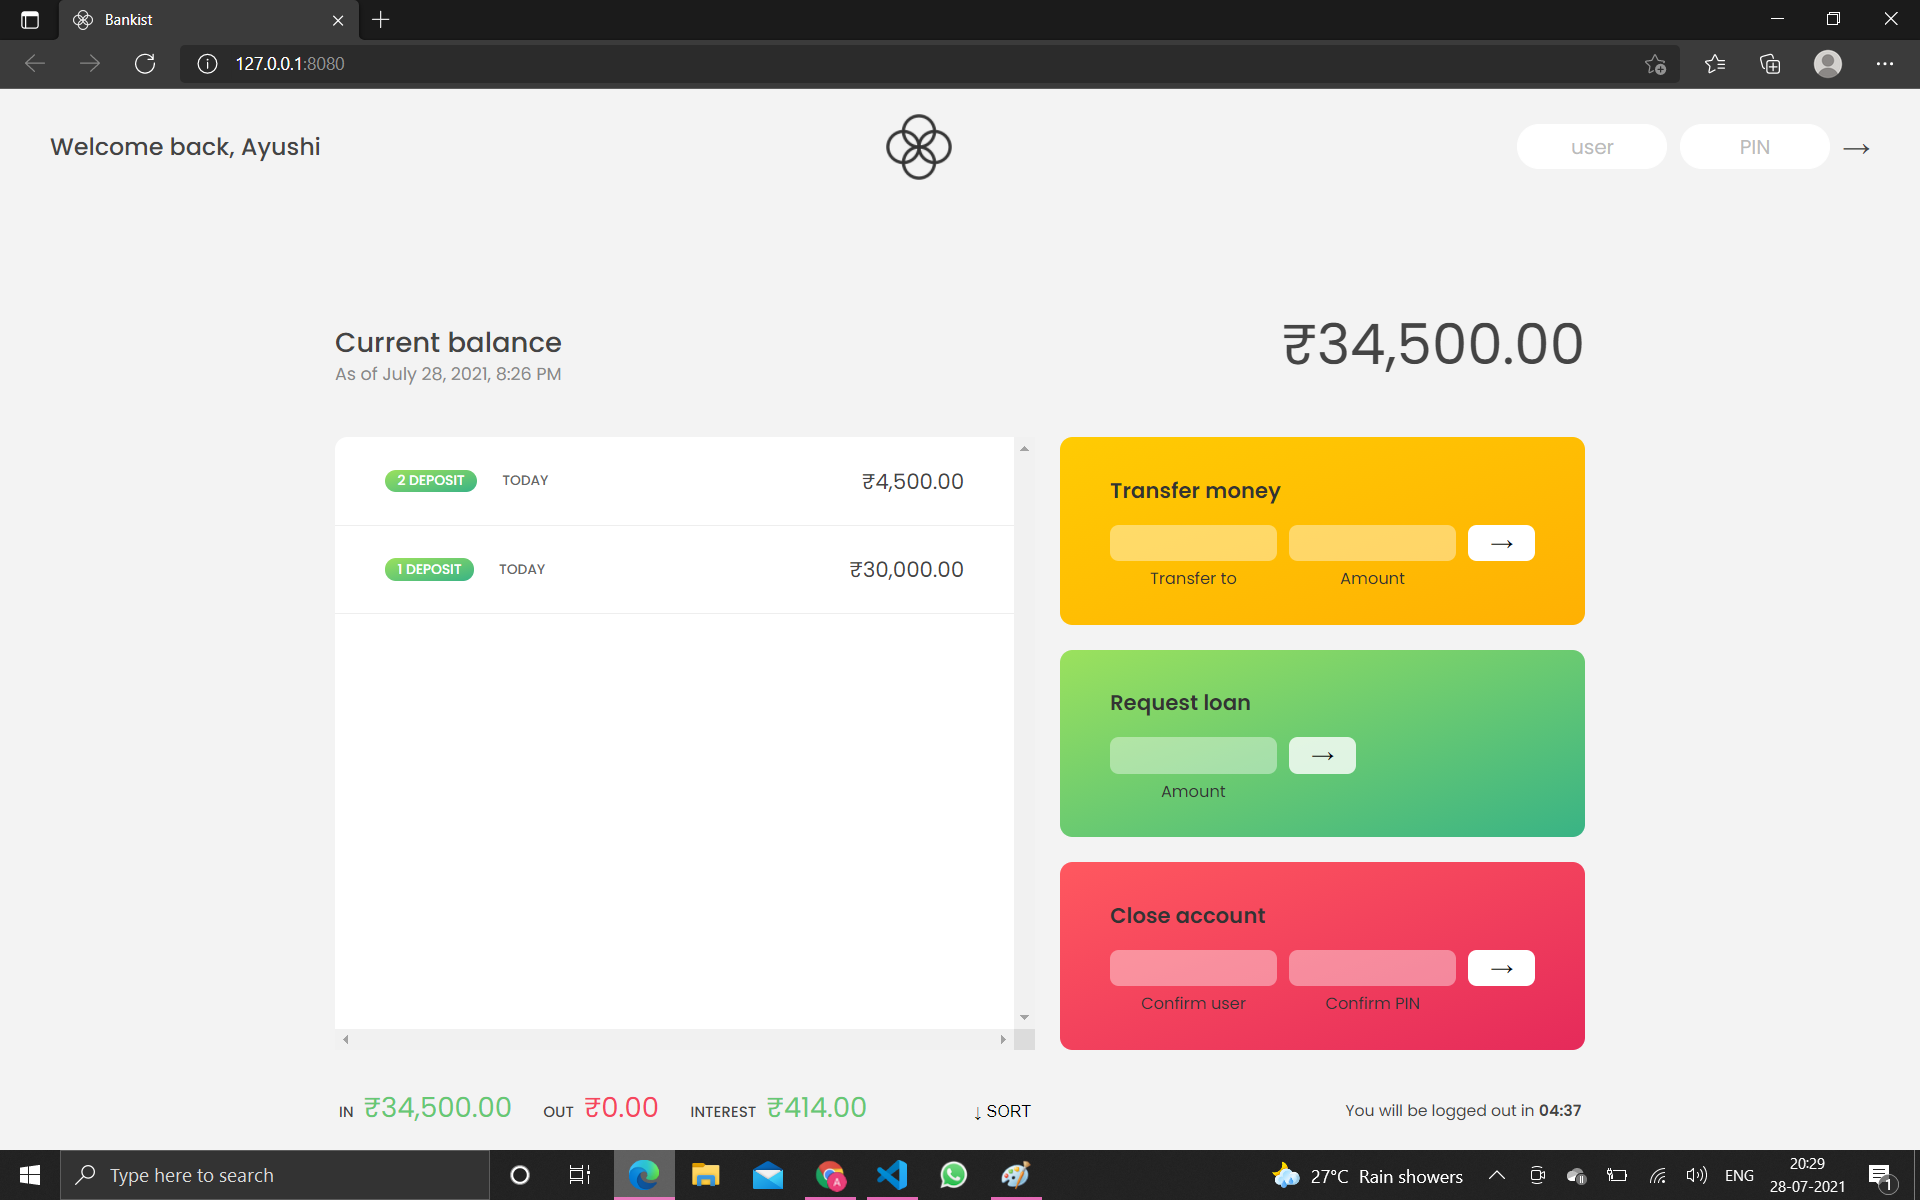 Bankist
127.0.0.1:8080
Welcome back, Ayushi
user
PIN
→
Current balance
As of July 28, 2021, 8:26 PM
₹34,500.00
2 DEPOSIT TODAY ₹4,500.00
1 DEPOSIT TODAY ₹30,000.00
Transfer money
→
Transfer to Amount
Request loan
→
Amount
Close account
→
Confirm user Confirm PIN
IN ₹34,500.00 OUT ₹0.00 INTEREST ₹414.00 ↓ SORT
You will be logged out in 04:37
Type here to search
A
27°C Rain showers
ENG
20:29
28-07-2021
1